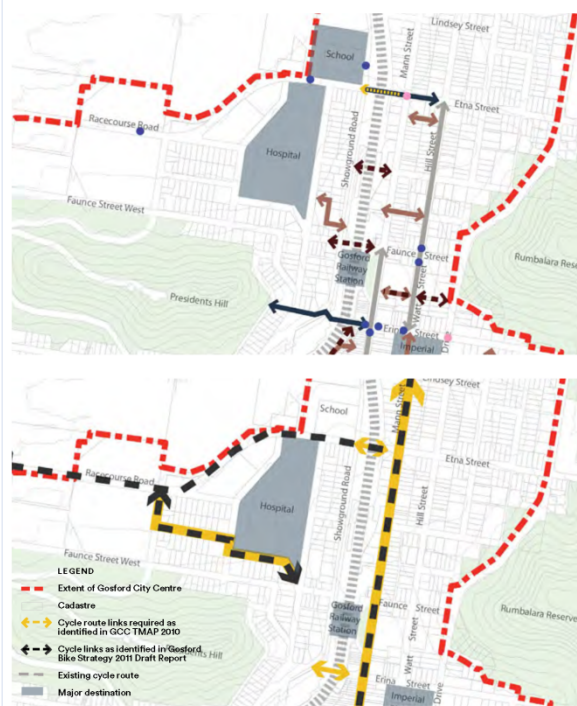 Lindsey Street
School
Mann Street
Etna Street
Racecourse Road
Hospital
Showground Road
Hill Street
Faunce Street West
Faunce Street
Gosford
Railway
Station
Rumbalara Rese
Presidents Hill
Watt Street
Erina Street
Imperial
Lindsey Street
School
Mann Street
Etna Street
Racecourse Road
Hospital
Showground Road
Hill Street
Faunce Street West
LEGEND
Extent of Gosford City Centre
Cadastre
Cycle route links required as
identified in GCC TMAP 2010
Cycle links as identified in Gosford
Bike Strategy 2011 Draft Report
Existing cycle route
Major destination
Gosford
Railway
Station
Faunce Street
Rumbalara Reserve
Watt Street
Erina Street
Imperial
Drive